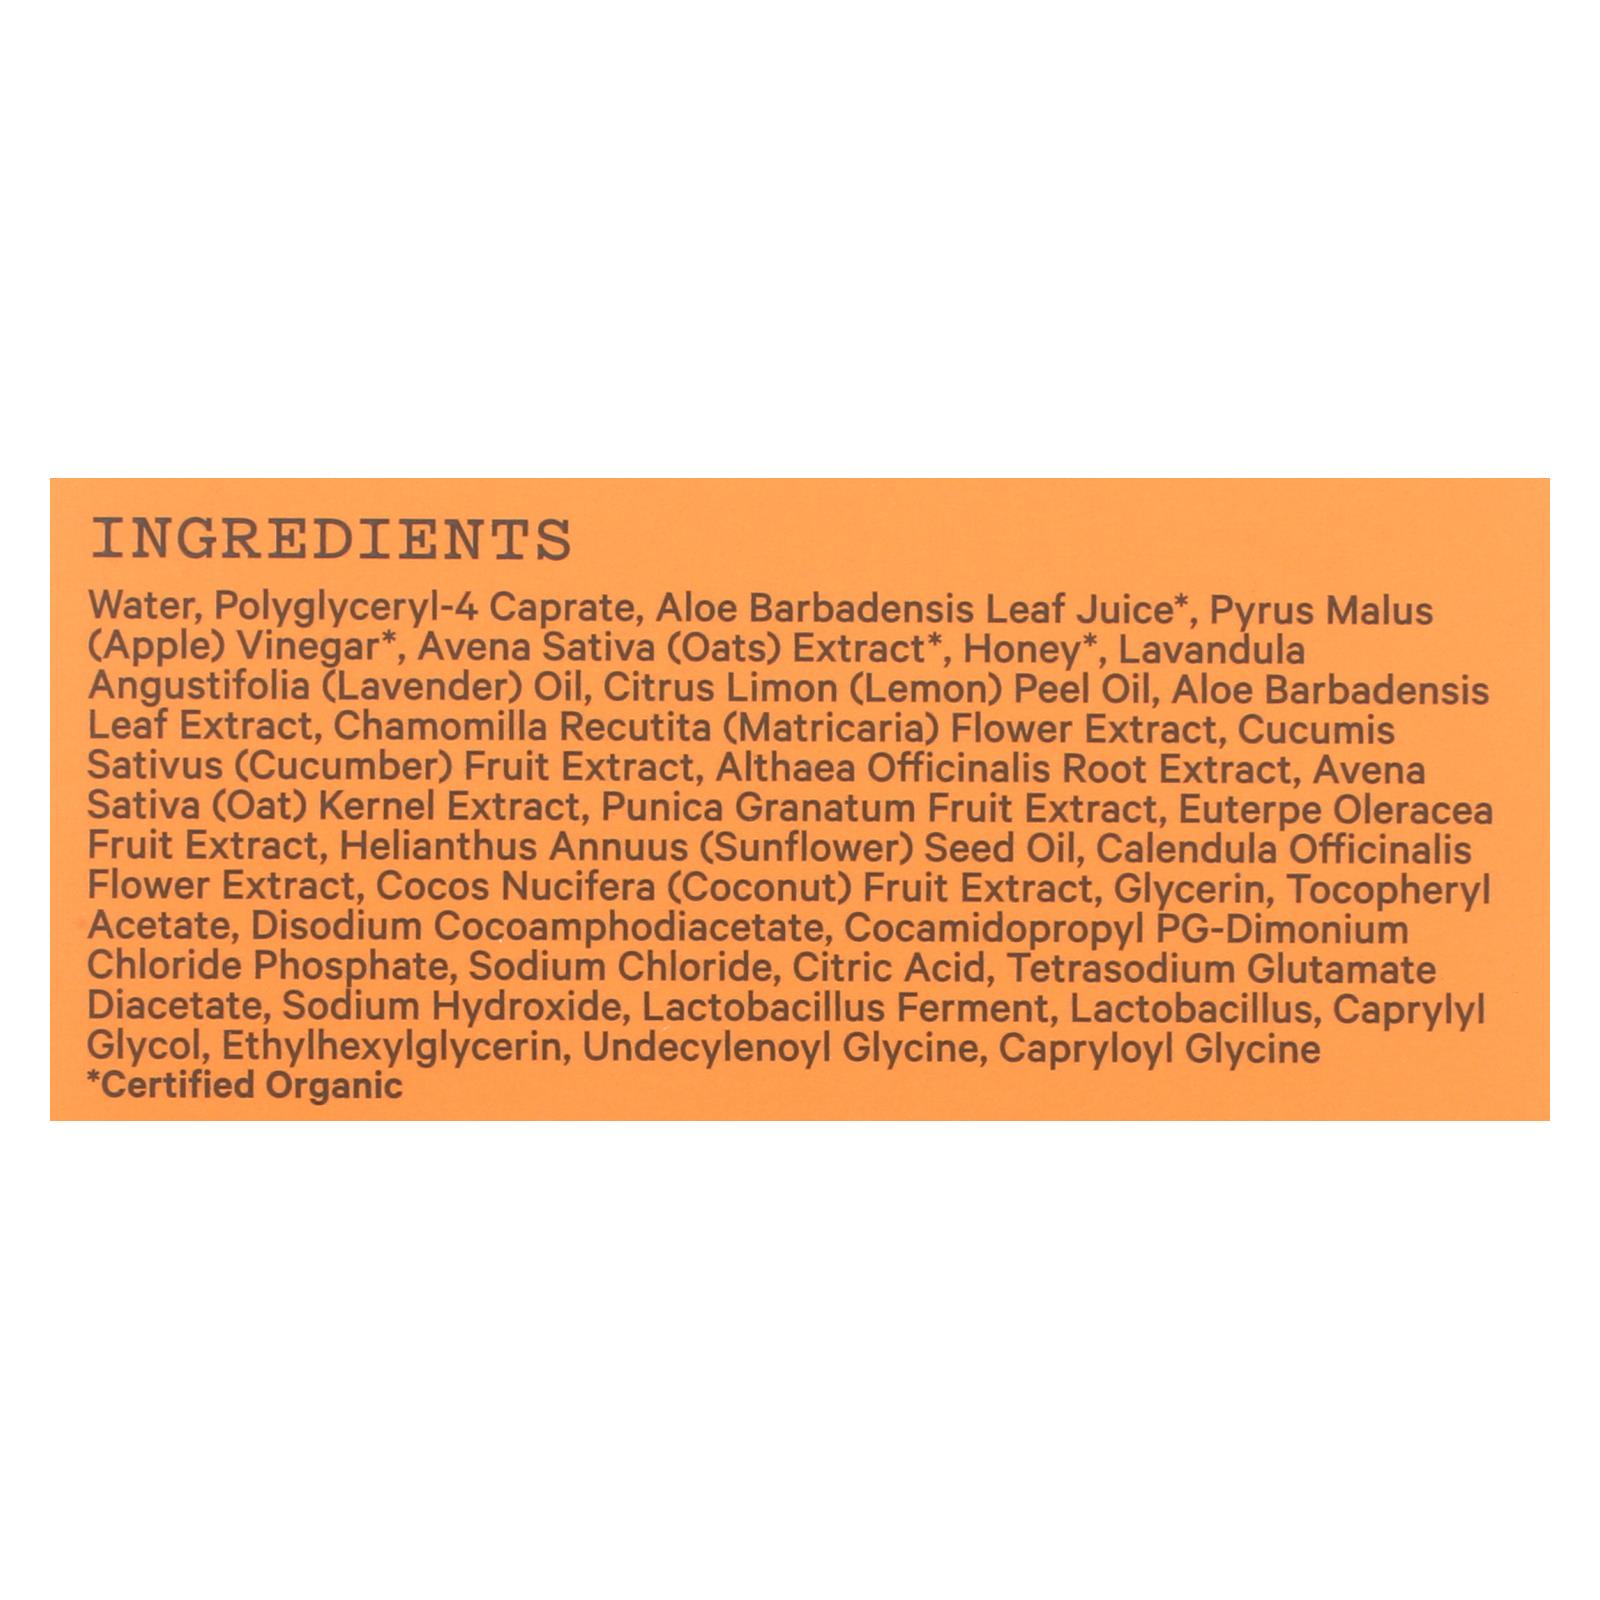 INGREDIENTS
Water, Polyglyceryl-4 Caprate, Aloe Barbadensis Leaf Juice*, Pyrus Malus
(Apple) Vinegar*, Avena Sativa (Oats) Extract*, Honey*, Lavandula
Angustifolia (Lavender) Oil, Citrus Limon (Lemon) Peel Oil, Aloe Barbadensis
Leaf Extract, Chamomilla Recutita (Matricaria) Flower Extract, Cucumis
Sativus (Cucumber) Fruit Extract, Althaea Officinalis Root Extract, Avena
Sativa (Oat) Kernel Extract, Punica Granatum Fruit Extract, Euterpe Oleracea
Fruit Extract, Helianthus Annuus (Sunflower) Seed Oil, Calendula Officinalis
Flower Extract, Cocos Nucifera (Coconut) Fruit Extract, Glycerin, Tocopheryl
Acetate, Disodium Cocoamphodiacetate, Cocamidopropyl PG-Dimonium
Chloride Phosphate, Sodium Chloride, Citric Acid, Tetrasodium Glutamate
Diacetate, Sodium Hydroxide, Lactobacillus Ferment, Lactobacillus, Caprylyl
Glycol, Ethylhexylglycerin, Undecylenoyl Glycine, Capryloyl Glycine
*Certified Organic